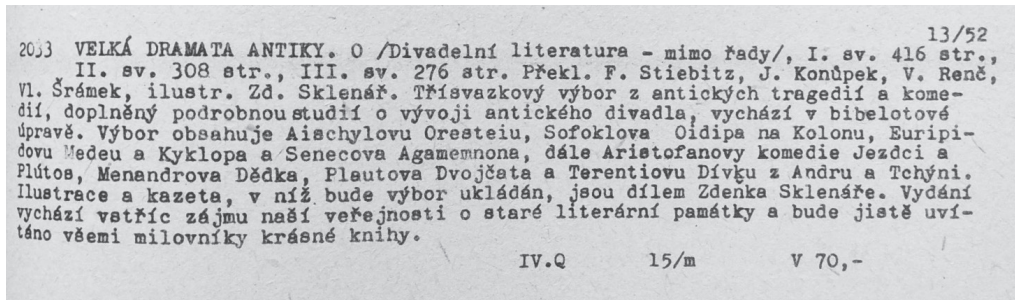 13/52
2033 VELKÁ DRAMATA ANTIKY. O /Divadelní literatura - mimo řady/, I. sv. 416 str.,
II. sv. 308 str., III. sv. 276 str. Překl. F. Stiebitz, J. Konůpek, V. Renč,
Vl. Šrámek, ilustr. Zd. Sklenář. Třísvazkový výbor z antických tragedií a kome-
dií, doplněný podrobnou studií o vývoji antického divadla, vychází v bibelotové
úpravě. Výbor obsahuje Aischylovu Oresteiu, Sofoklova Oidipa na Kolonu, Euripi-
dovu Medeu a Kyklopa a Senecova Agamemnona, dále Aristofanovy komedie Jezdci a
Plútos, Menandrova Dědka, Plautova Dvojčata a Terentiovu Dívku z Andru a Tchýni.
Ilustrace a kazeta, v níž bude výbor ukládán, jsou dílem Zdenka Sklenáře. Vydání
vychází vstříc zájmu naší veřejnosti o staré literární památky a bude jistě uví-
táno všemi milovníky krásné knihy.
IV.Q 15/m V 70,-